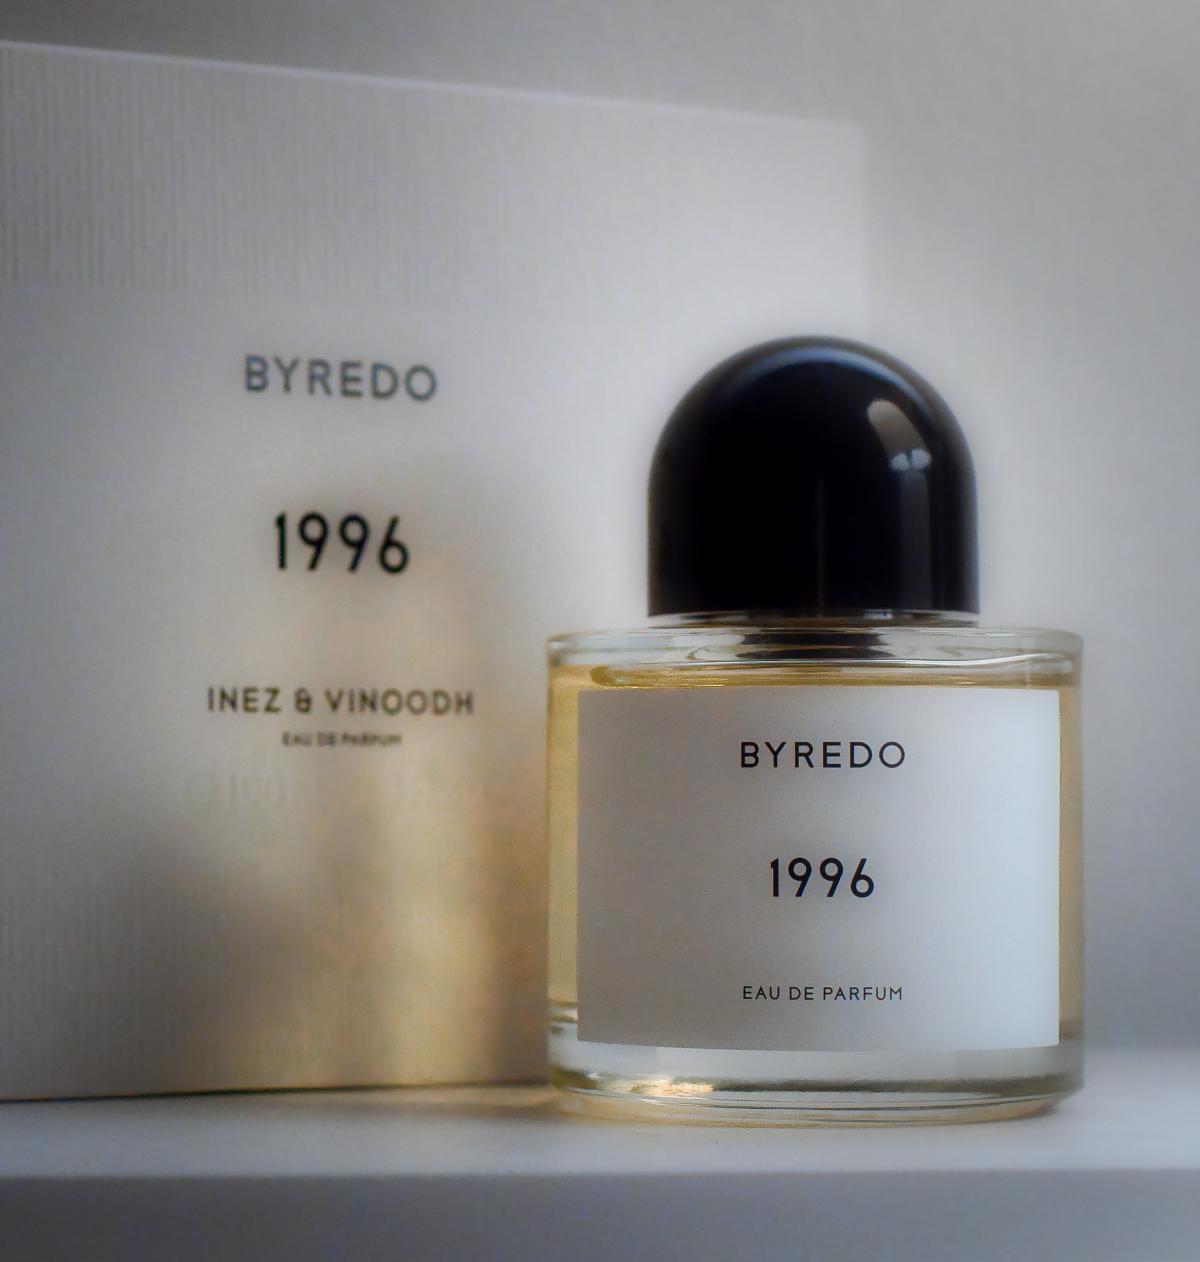 BYREDO
1996
INEZ & VINOODH
EAU DE PARFUM
BYREDO
1996
EAU DE PARFUM